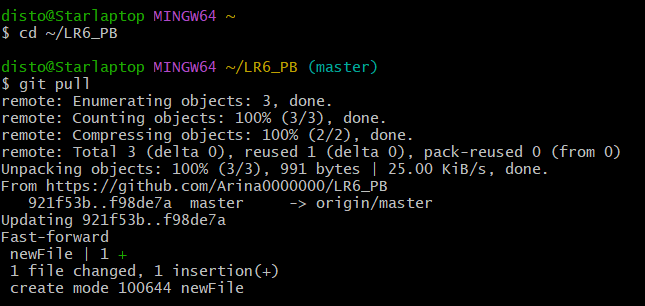 disto@Starlaptop MINGW64 ~
$ cd ~/LR6_PB
disto@Starlaptop MINGW64 ~/LR6_PB (master)
$ git pull
remote: Enumerating objects: 3, done.
remote: Counting objects: 100% (3/3), done.
remote: Compressing objects: 100% (2/2), done.
remote: Total 3 (delta 0), reused 1 (delta 0), pack-reused 0 (from 0)
Unpacking objects: 100% (3/3), 991 bytes | 25.00 KiB/s, done.
From https://github.com/Arina0000000/LR6_PB
   921f53b..f98de7a  master     -> origin/master
Updating 921f53b..f98de7a
Fast-forward
 newFile | 1 +
 1 file changed, 1 insertion(+)
 create mode 100644 newFile